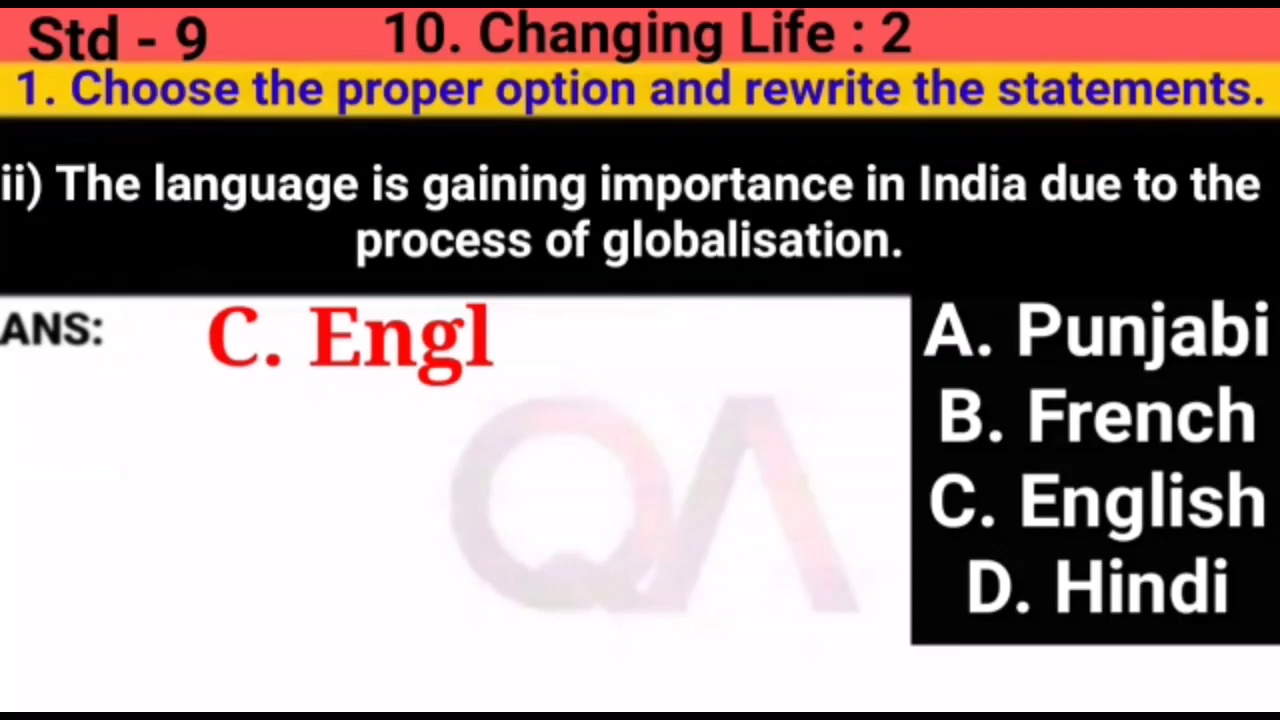 Std - 9
10. Changing Life : 2
1. Choose the proper option and rewrite the statements.
ii) The language is gaining importance in India due to the
process of globalisation.
ANS:
C. Engl
A. Punjabi
B. French
C. English
D. Hindi
QA